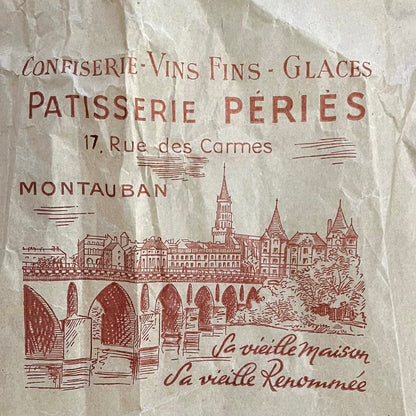 CONFISERIE-VINS FINS - GLACES
PATISSERIE PÉRIÈS
17, Rue des Carmes
MONTAUBAN
Sa vieille maison
Sa vieille Renommée